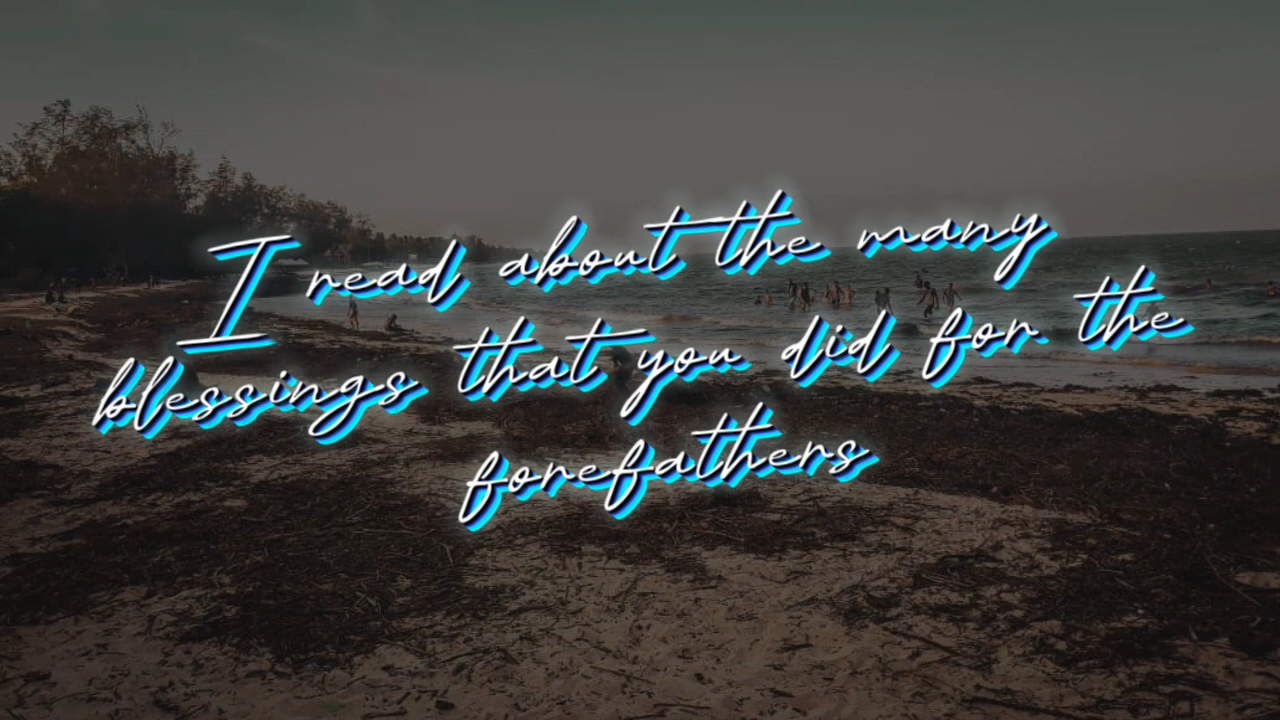 I read about the many
blessings that you did for the
forefathers